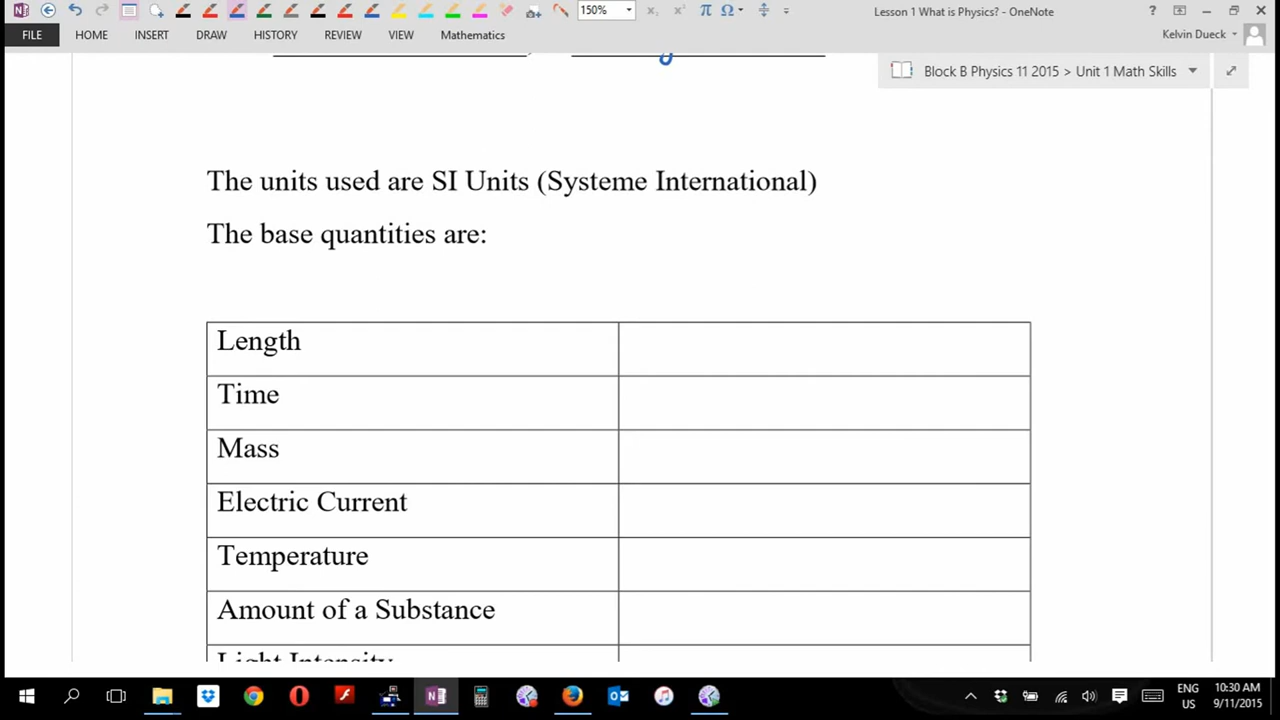 150%
π
Ω
Lesson 1 What is Physics? - OneNote
?
FILE
HOME
INSERT
DRAW
HISTORY
REVIEW
VIEW
Mathematics
Kelvin Dueck
Block B Physics 11 2015 > Unit 1 Math Skills
The units used are SI Units (Systeme International)
The base quantities are:
Length
Time
Mass
Electric Current
Temperature
Amount of a Substance
Light Intensity
ENG
US
10:30 AM
9/11/2015